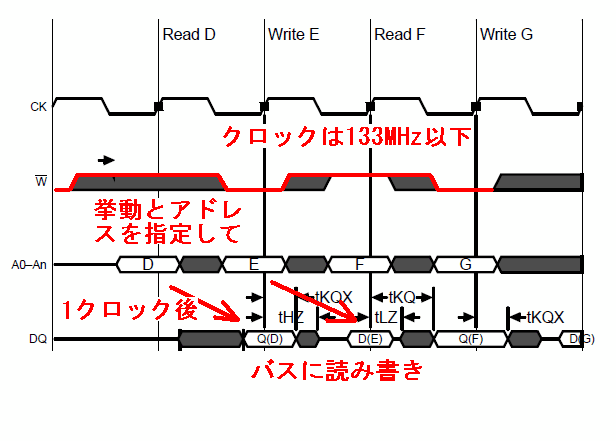 Read D Write E Read F Write G
CK
クロックは133MHz以下
W
挙動とアドレ
スを指定して
A0–An D E F G
1クロック後 tKQX tKQ
tHZ tLZ tKQX
DQ Q(D) D(E) Q(F) D(G)
バスに読み書き